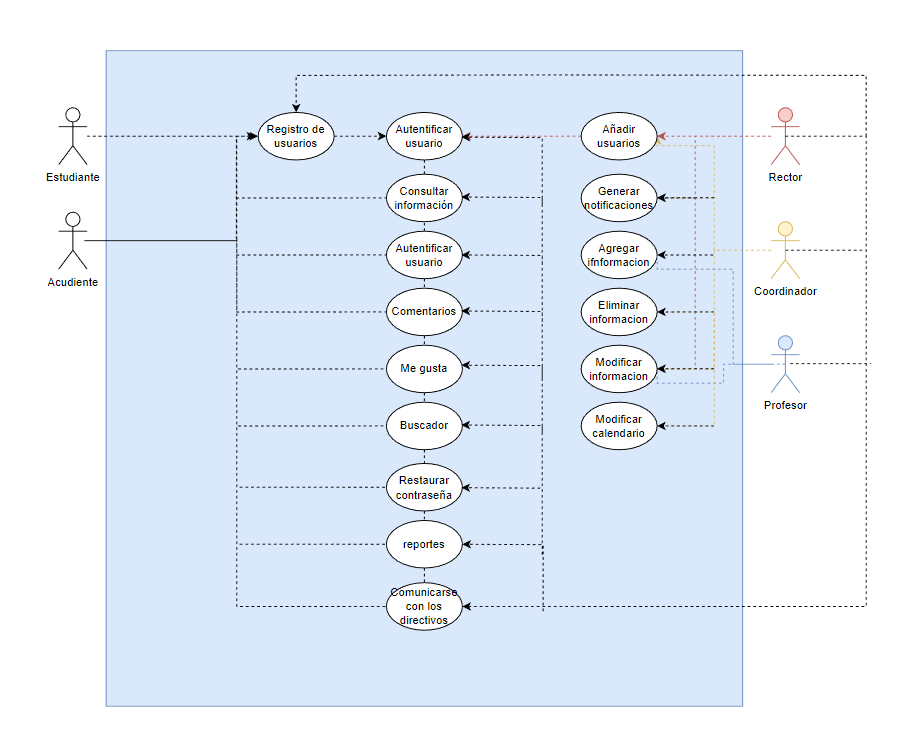 Estudiante
Acudiente
Registro de
usuarios
Autentificar
usuario
Consultar
información
Autentificar
usuario
Comentarios
Me gusta
Buscador
Restaurar
contraseña
reportes
Comunicarse
con los
directivos
Añadir
usuarios
Generar
notificaciones
Agregar
ifnformacion
Eliminar
informacion
Modificar
informacion
Modificar
calendario
Rector
Coordinador
Profesor